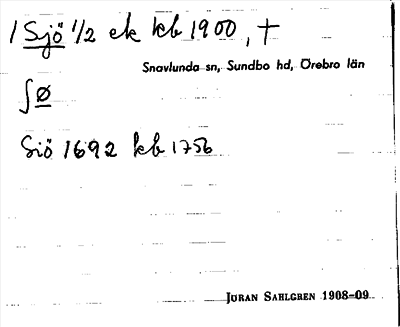 1 Sjö 1/2 ek kb 1900, †
Snavlunda sn, Sundbo hd, Örebro län
ʃø
Siö 1692 kb 1756
JÖRAN SAHLGREN 1908–09